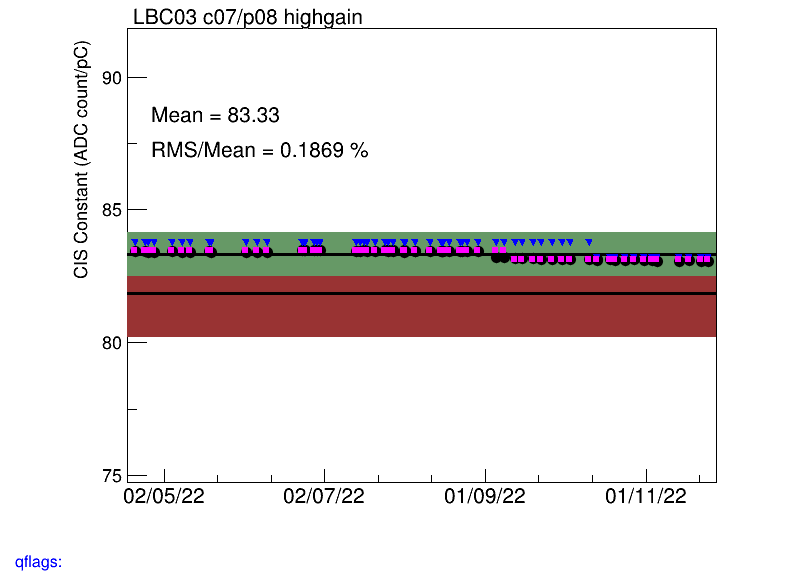 LBC03 c07/p08 highgain
CIS Constant (ADC count/pC)
90
85
80
75
Mean = 83.33
RMS/Mean = 0.1869 %
02/05/22 02/07/22 01/09/22 01/11/22
qflags: